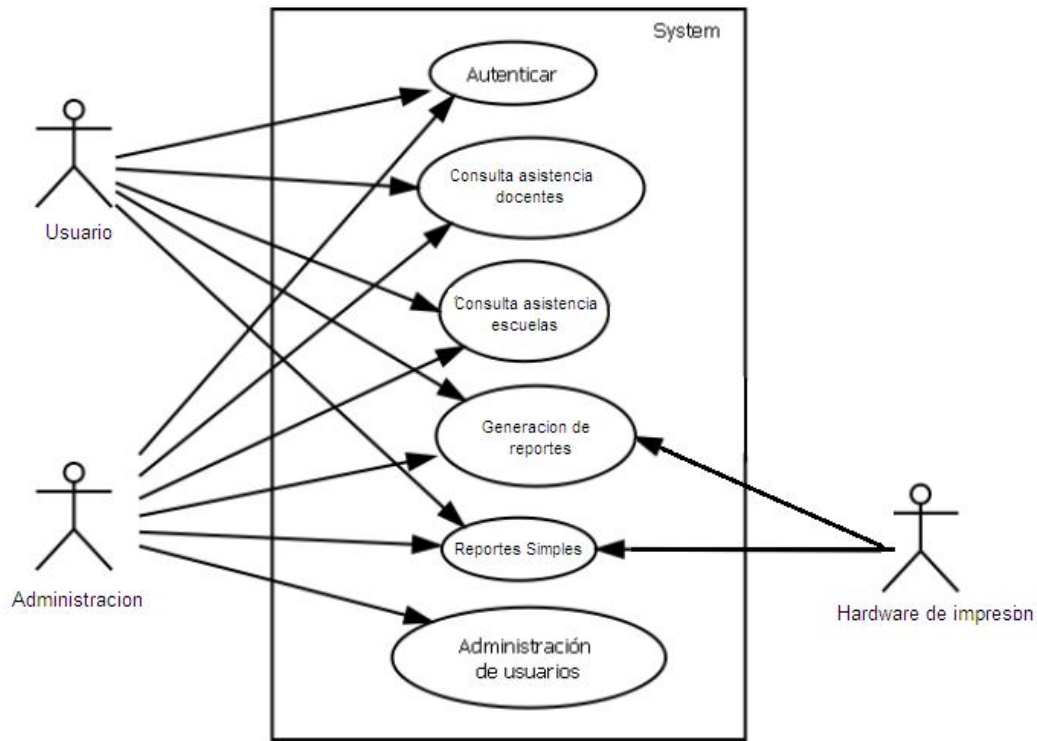 System
Autenticar
Consulta asistencia
docentes
Usuario
Consulta asistencia
escuelas
Generacion de
reportes
Reportes Simples
Administracion
Hardware de impresòn
Administración
de usuarios